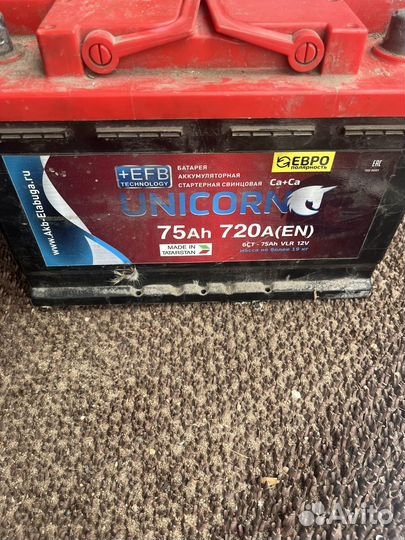 +EFB
TECHNOLOGY
БАТАРЕЯ
АККУМУЛЯТОРНАЯ
СТАРТЕРНАЯ СВИНЦОВАЯ Ca+Ca
ЕВРО
ПОЛЯРНОСТЬ
EAC
www.Akb-Elabuga.ru
UNICORN
75Ah 720A(EN)
MADE IN
TATARSTAN
6СТ - 75Ah VLR 12V
масса не более 19 кг
Avito